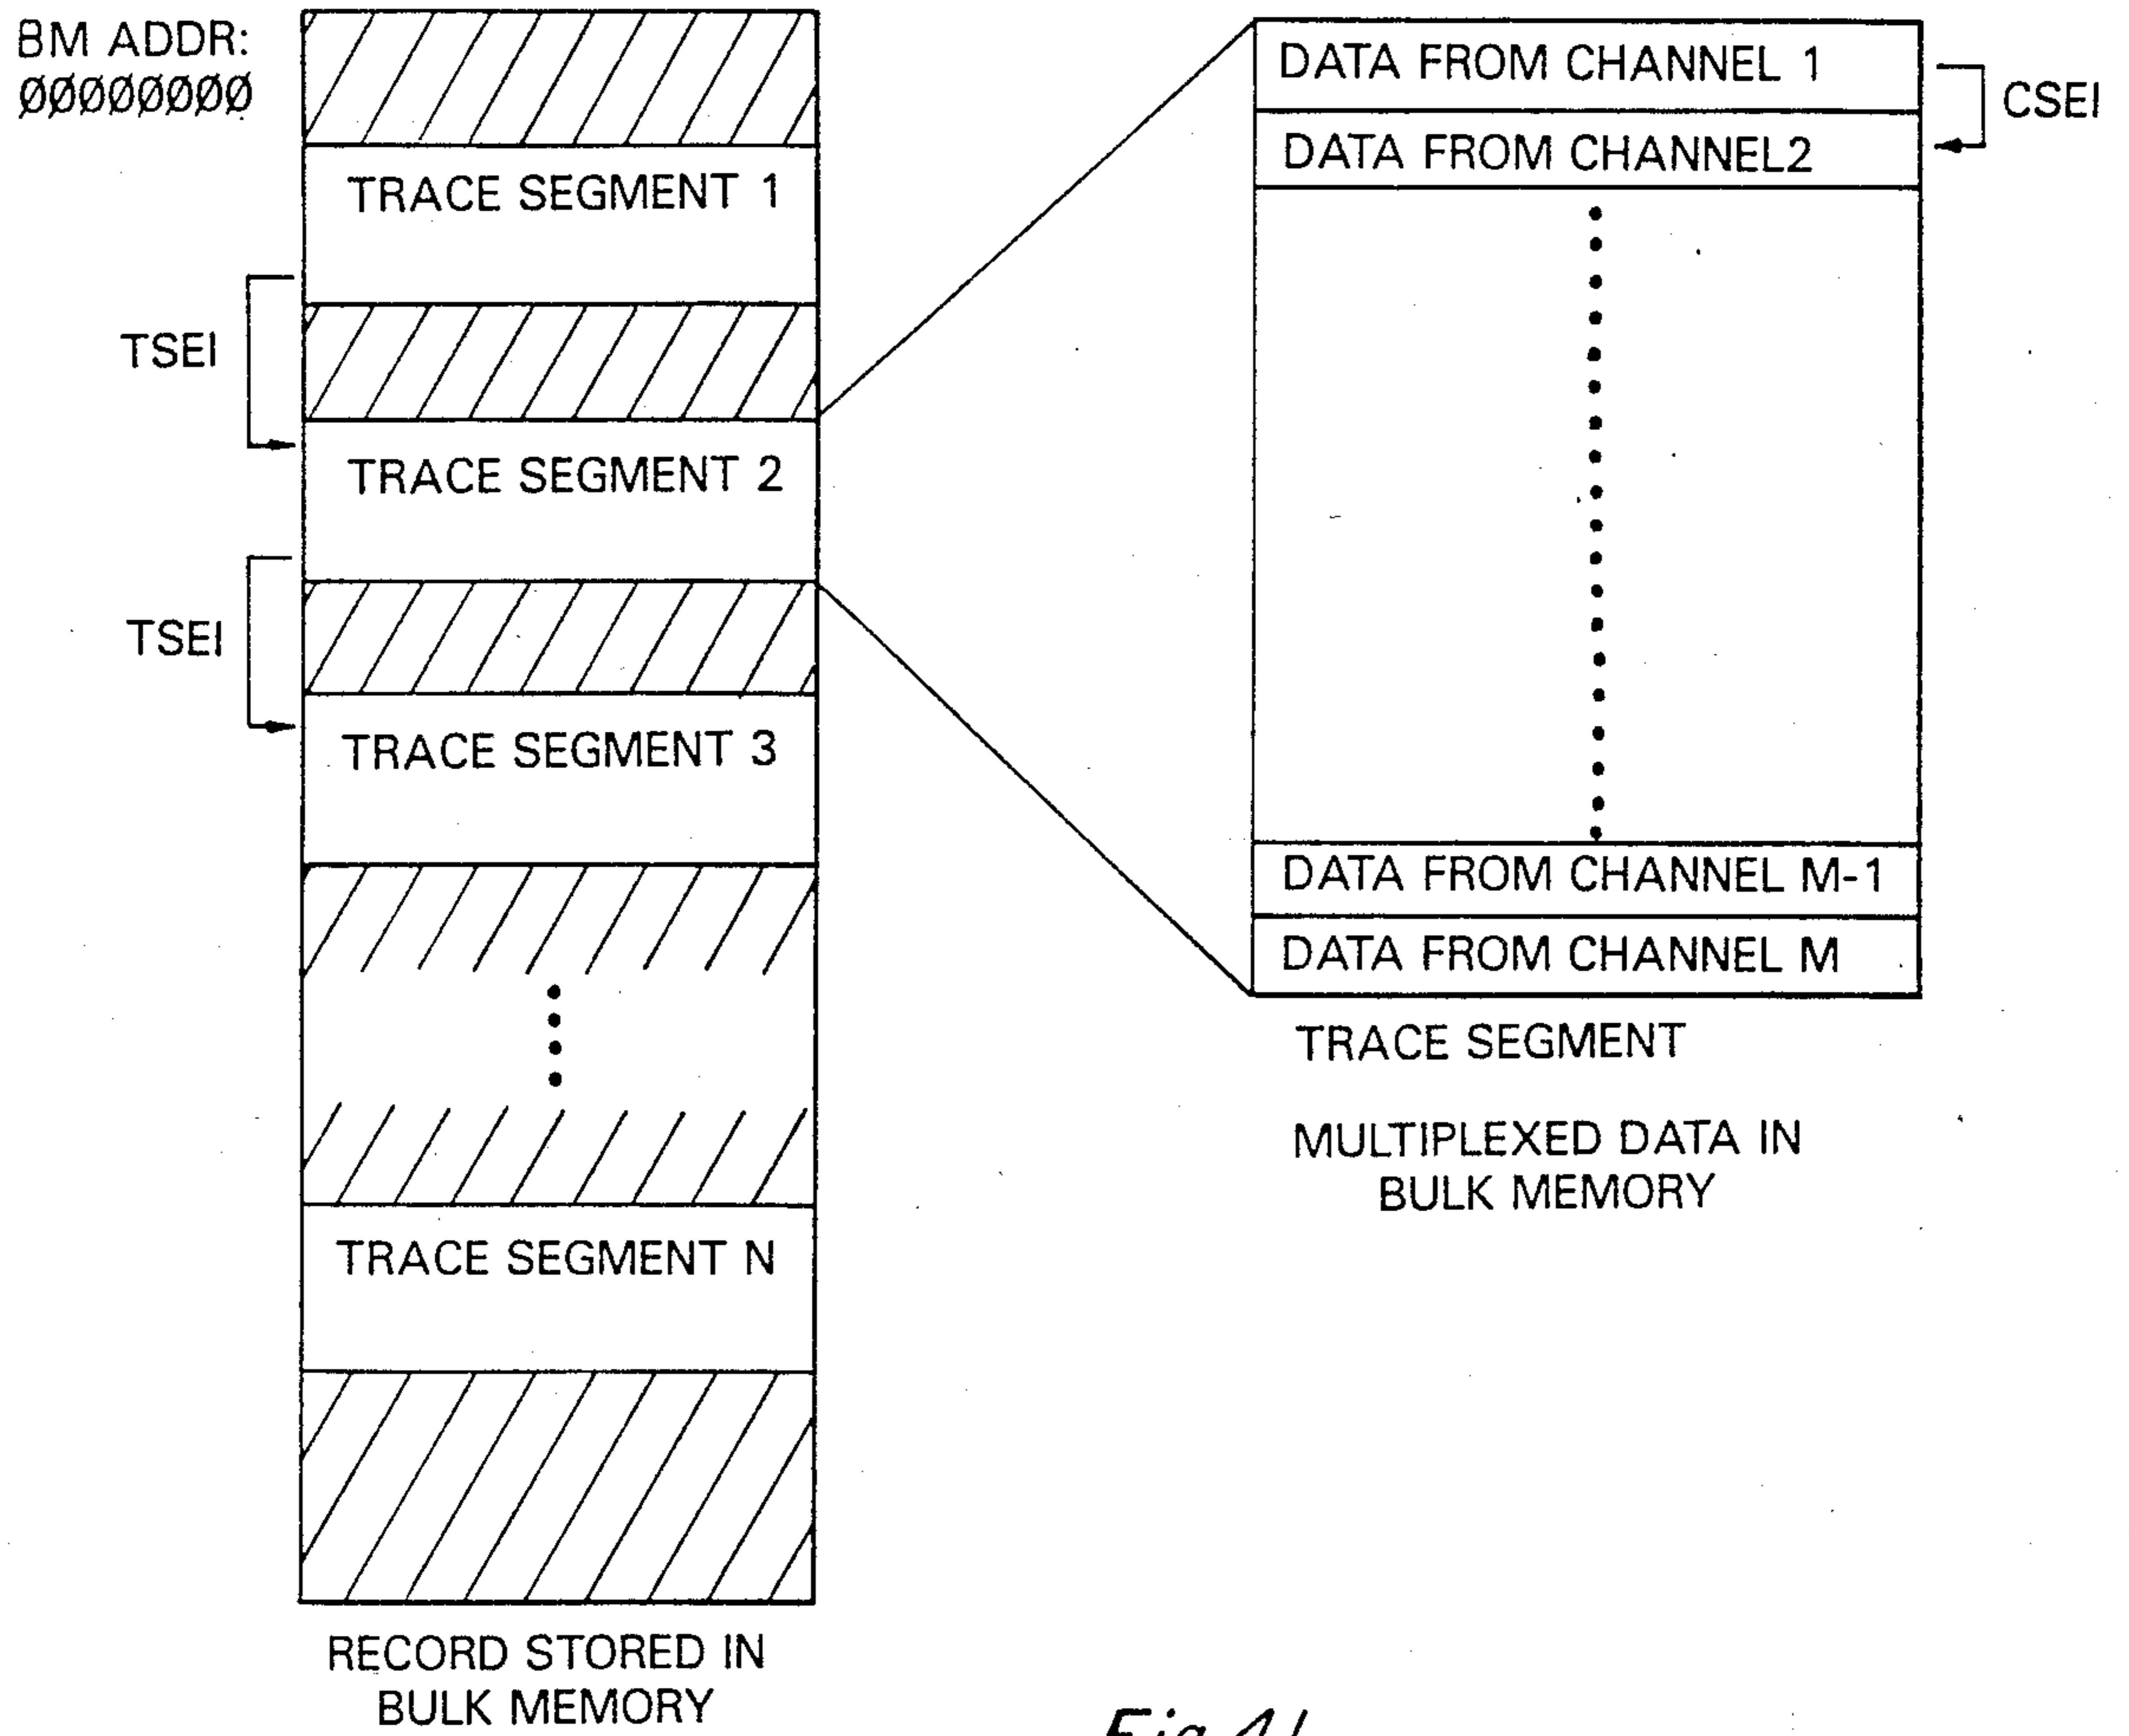 BM ADDR:
ØØØØØØØØ
TRACE SEGMENT 1
TSEI
TRACE SEGMENT 2
TSEI
TRACE SEGMENT 3
TRACE SEGMENT N
RECORD STORED IN
BULK MEMORY
DATA FROM CHANNEL 1
CSEI
DATA FROM CHANNEL2
DATA FROM CHANNEL M-1
DATA FROM CHANNEL M
TRACE SEGMENT
MULTIPLEXED DATA IN
BULK MEMORY